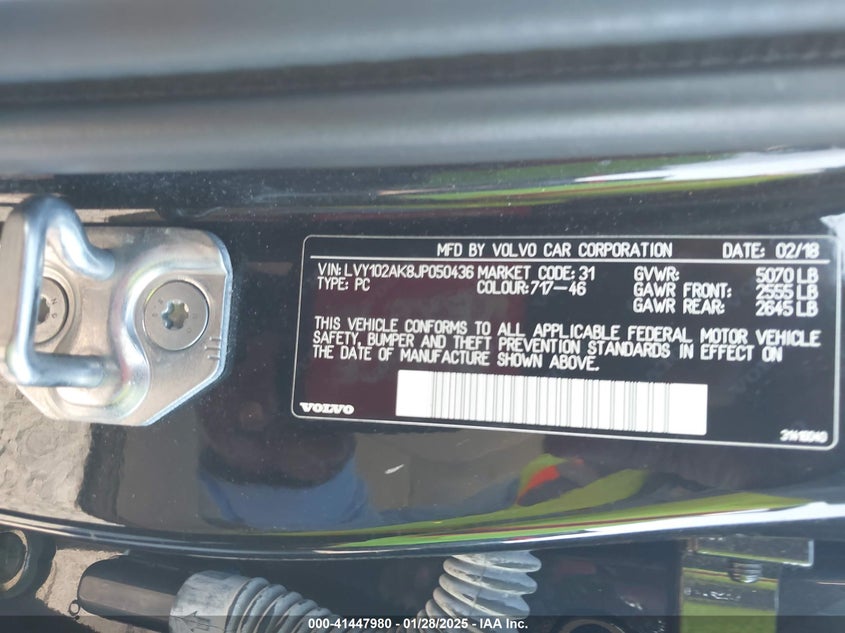 MFD BY VOLVO CAR CORPORATION DATE: 02/18
VIN: LVY102AK8JP050436 MARKET CODE: 31 GVWR: 5070 LB
TYPE: PC COLOUR: 717-46 GAWR FRONT: 2555 LB
GAWR REAR: 2645 LB
THIS VEHICLE CONFORMS TO ALL APPLICABLE FEDERAL MOTOR VEHICLE
SAFETY, BUMPER AND THEFT PREVENTION STANDARDS IN EFFECT ON
THE DATE OF MANUFACTURE SHOWN ABOVE.
VOLVO
000-41447980 - 01/28/2025 - IAA Inc.